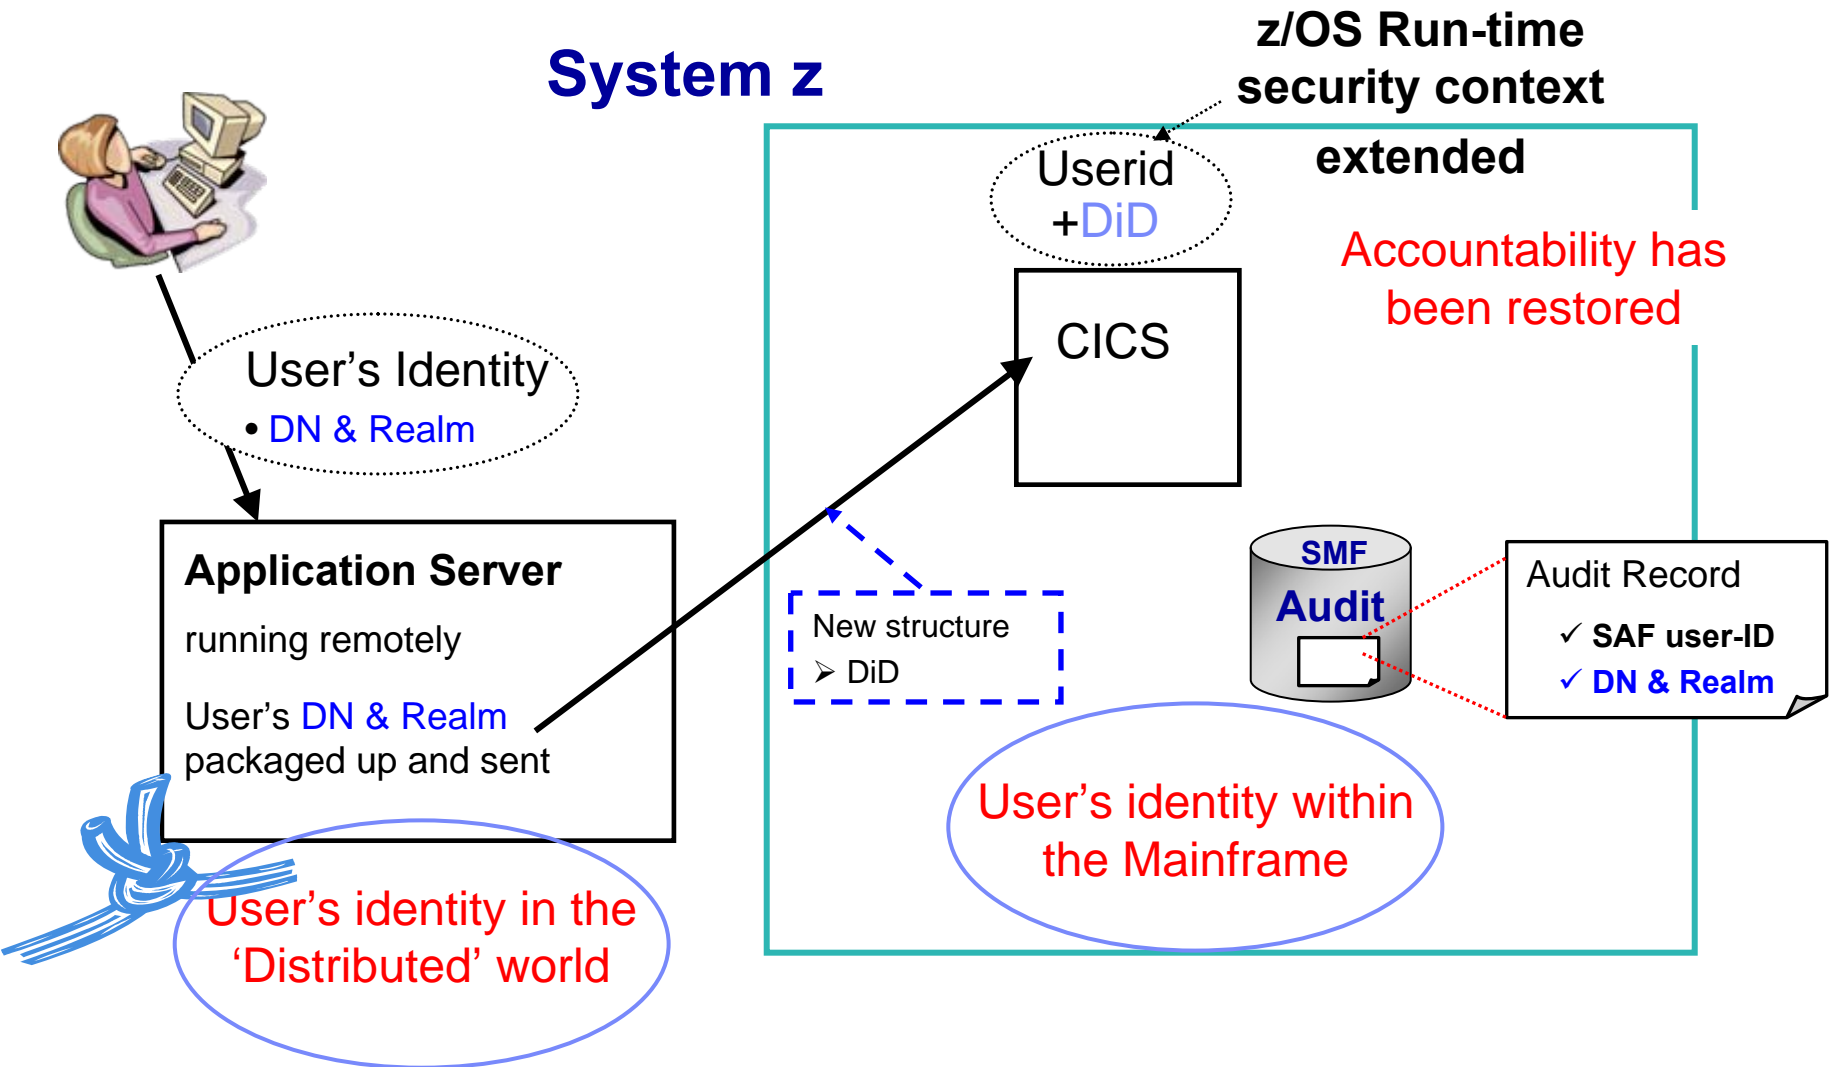 System z
z/OS Run-time
security context
extended
Userid
+DiD
Accountability has
been restored
CICS
User’s Identity
• DN & Realm
Application Server
running remotely
User’s DN & Realm
packaged up and sent
New structure
➢ DiD
SMF
Audit
Audit Record
✓ SAF user-ID
✓ DN & Realm
User’s identity within
the Mainframe
User’s identity in the
‘Distributed’ world